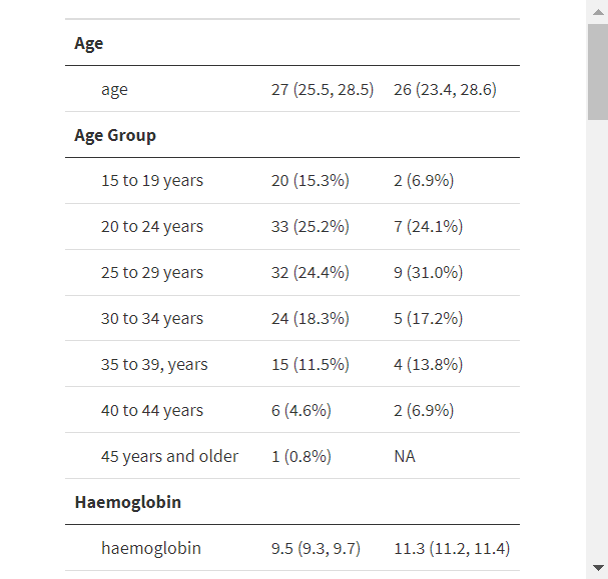 Age
age 27 (25.5, 28.5) 26 (23.4, 28.6)
Age Group
15 to 19 years 20 (15.3%) 2 (6.9%)
20 to 24 years 33 (25.2%) 7 (24.1%)
25 to 29 years 32 (24.4%) 9 (31.0%)
30 to 34 years 24 (18.3%) 5 (17.2%)
35 to 39, years 15 (11.5%) 4 (13.8%)
40 to 44 years 6 (4.6%) 2 (6.9%)
45 years and older 1 (0.8%) NA
Haemoglobin
haemoglobin 9.5 (9.3, 9.7) 11.3 (11.2, 11.4)